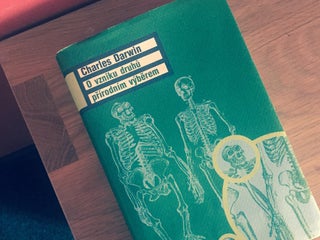 Charles Darwin
O vzniku druhů
přírodním výběrem